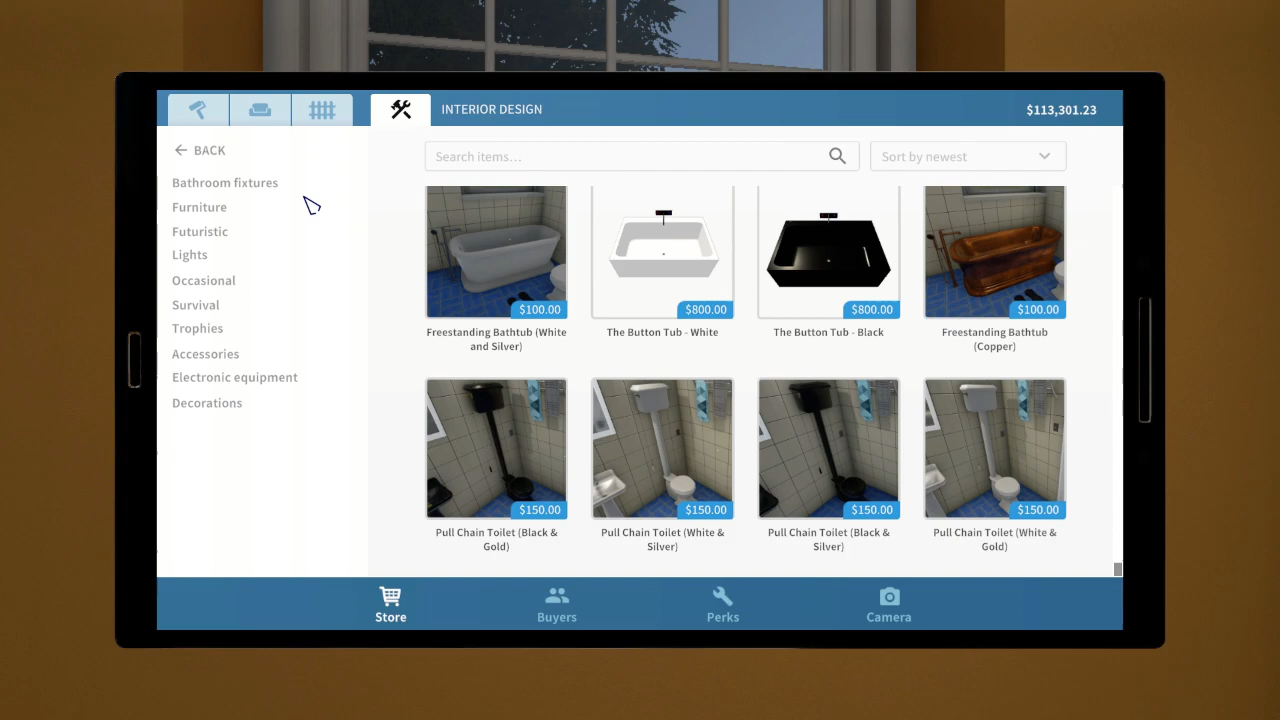 INTERIOR DESIGN
$113,301.23
BACK
Search items...
Sort by newest
Bathroom fixtures
Furniture
Futuristic
Lights
Occasional
Survival
Trophies
Accessories
Electronic equipment
Decorations
$100.00
$800.00
$800.00
$100.00
Freestanding Bathtub (White
and Silver)
The Button Tub - White
The Button Tub - Black
Freestanding Bathtub
(Copper)
$150.00
$150.00
$150.00
$150.00
Pull Chain Toilet (Black &
Gold)
Pull Chain Toilet (White &
Silver)
Pull Chain Toilet (Black &
Silver)
Pull Chain Toilet (White &
Gold)
Store
Buyers
Perks
Camera